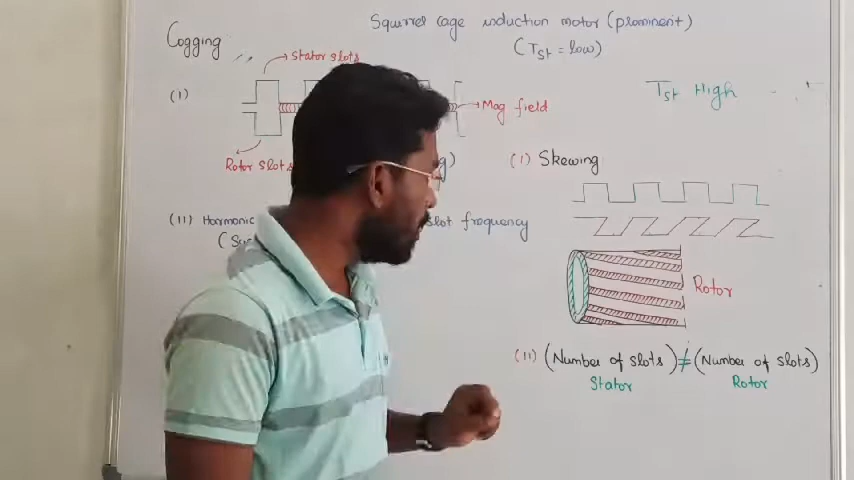 Squirrel cage induction motor (prominent)
(Tst = low)
Cogging
Stator slots
(I)
Mag field
Rotor slots
g)
(II) Harmonic
slot frequency
Tst High
(I) Skewing
Rotor
(II) (Number of slots) ≠ (Number of slots)
Stator Rotor